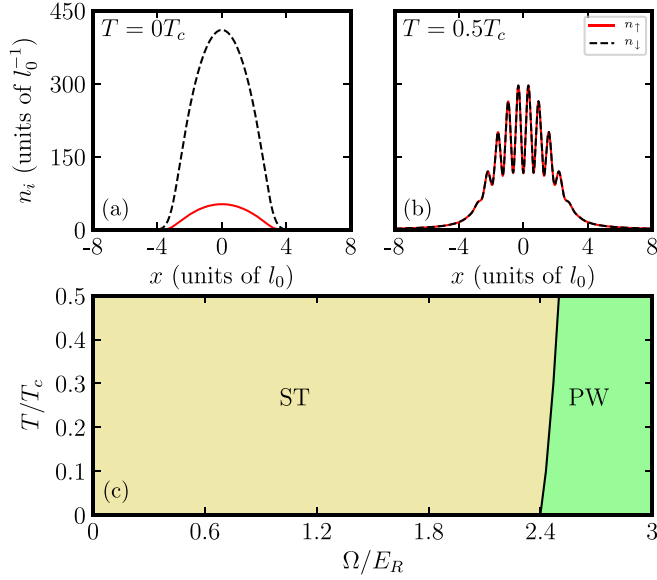 T = 0T_c
n_i (units of l_0^{-1})
450
300
150
0
(a)
-8 -4 0 4 8
x (units of l_0)
T = 0.5T_c
n_↑
n_↓
(b)
-8 -4 0 4 8
x (units of l_0)
T/T_c
0.5
0.4
0.3
0.2
0.1
0
ST
PW
(c)
0 0.6 1.2 1.8 2.4 3
Ω/E_R